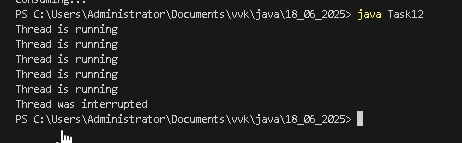 Consuming...
PS C:\Users\Administrator\Documents\vvk\java\18_06_2025> java Task12
Thread is running
Thread is running
Thread is running
Thread is running
Thread is running
Thread was interrupted
PS C:\Users\Administrator\Documents\vvk\java\18_06_2025>